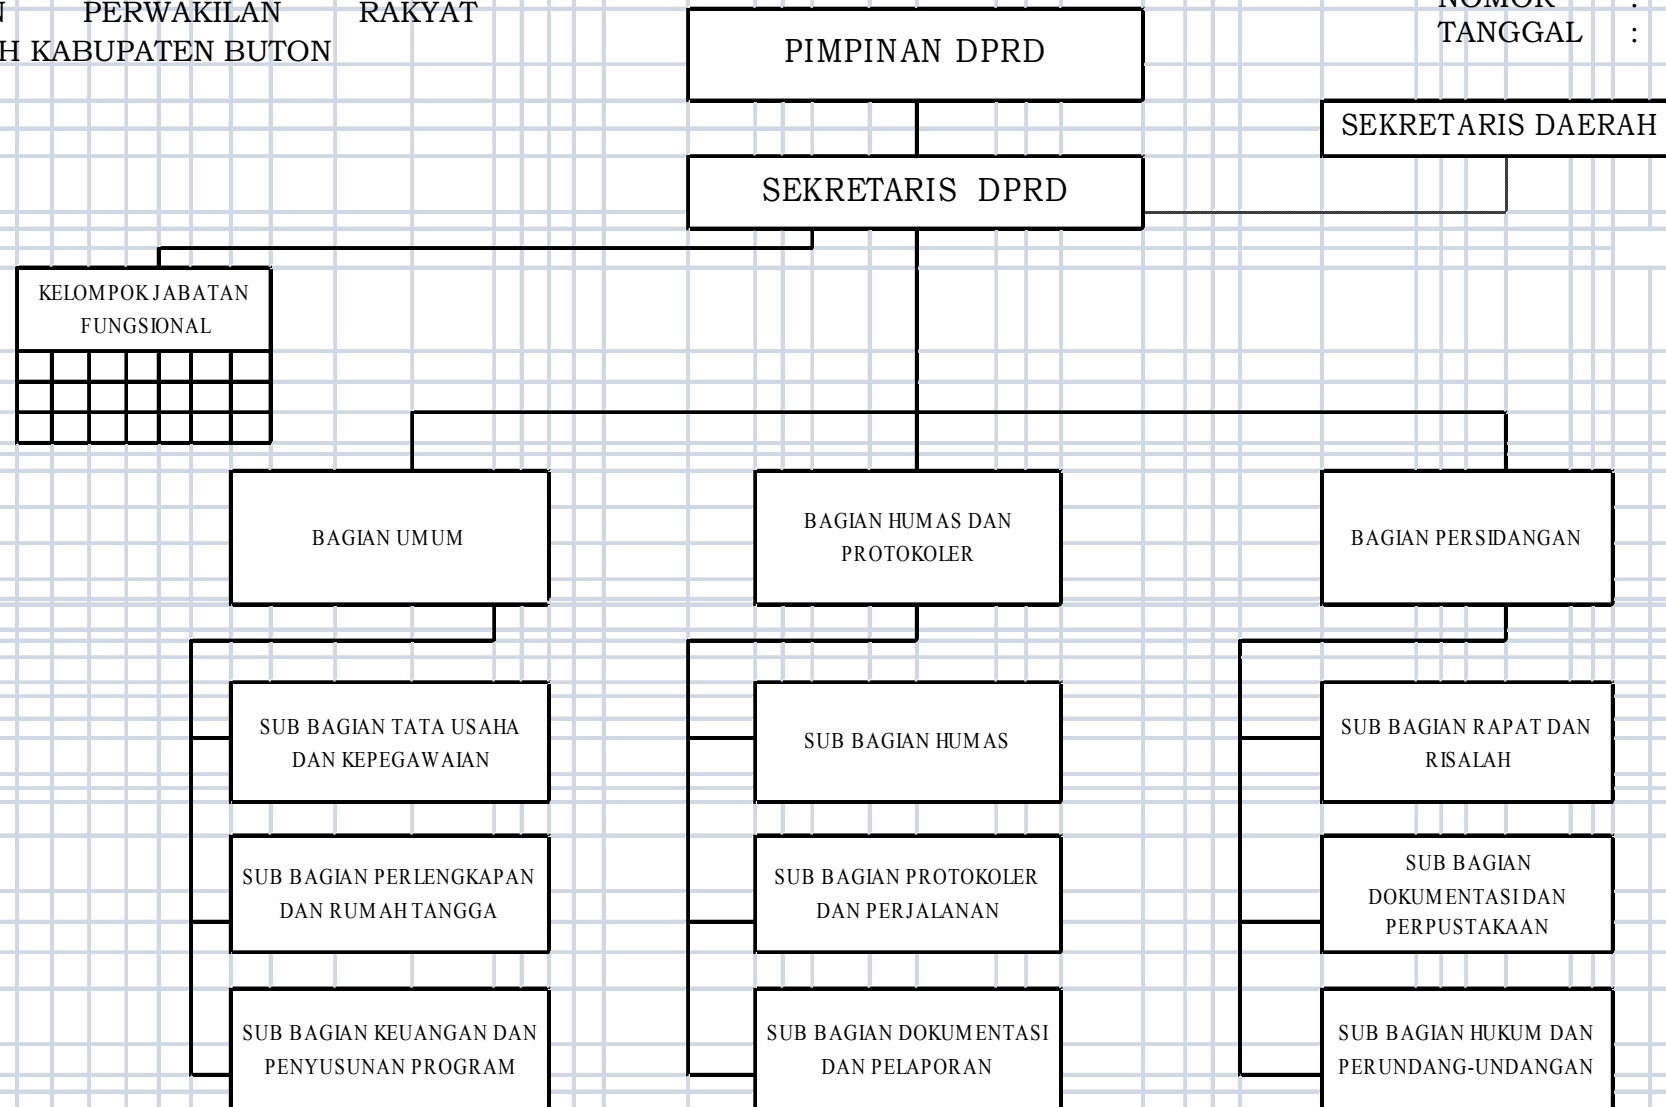 PERWAKILAN RAKYAT
H KABUPATEN BUTON
NOMOR :
TANGGAL :
PIMPINAN DPRD
SEKRETARIS DAERAH
SEKRETARIS DPRD
KELOMPOK JABATAN
FUNGSIONAL
BAGIAN UMUM
BAGIAN HUMAS DAN
PROTOKOLER
BAGIAN PERSIDANGAN
SUB BAGIAN TATA USAHA
DAN KEPEGAWAIAN
SUB BAGIAN HUMAS
SUB BAGIAN RAPAT DAN
RISALAH
SUB BAGIAN PERLENGKAPAN
DAN RUMAH TANGGA
SUB BAGIAN PROTOKOLER
DAN PERJALANAN
SUB BAGIAN
DOKUMENTASI DAN
PERPUSTAKAAN
SUB BAGIAN KEUANGAN DAN
PENYUSUNAN PROGRAM
SUB BAGIAN DOKUMENTASI
DAN PELAPORAN
SUB BAGIAN HUKUM DAN
PERUNDANG-UNDANGAN